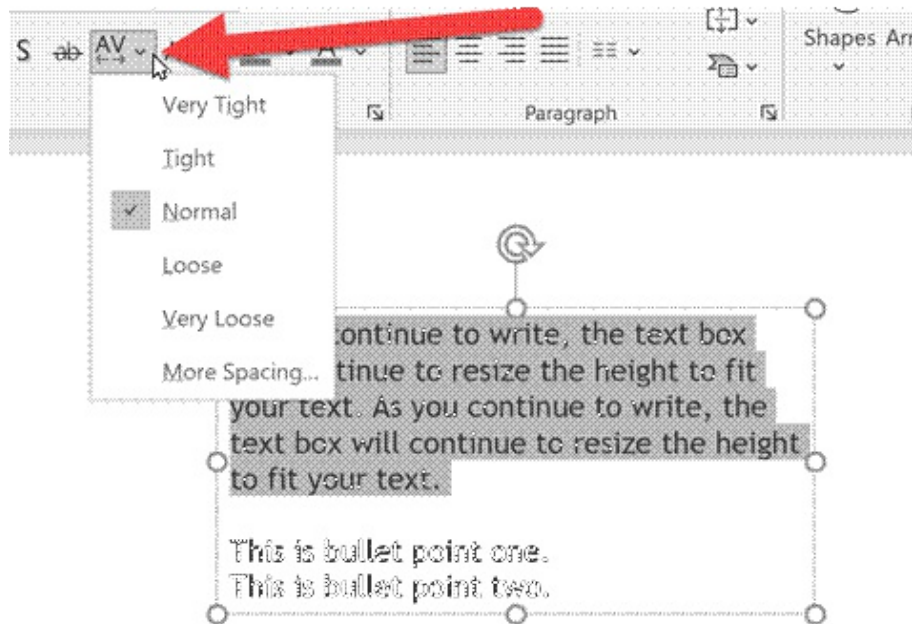 S ab AV
Shapes Arr
Paragraph
Very Tight
Tight
Normal
Loose
Very Loose
More Spacing...
ontinue to write, the text box
tinue to resize the height to fit
your text. As you continue to write, the
text box will continue to resize the height
to fit your text.
This is bullet point one.
This is bullet point two.